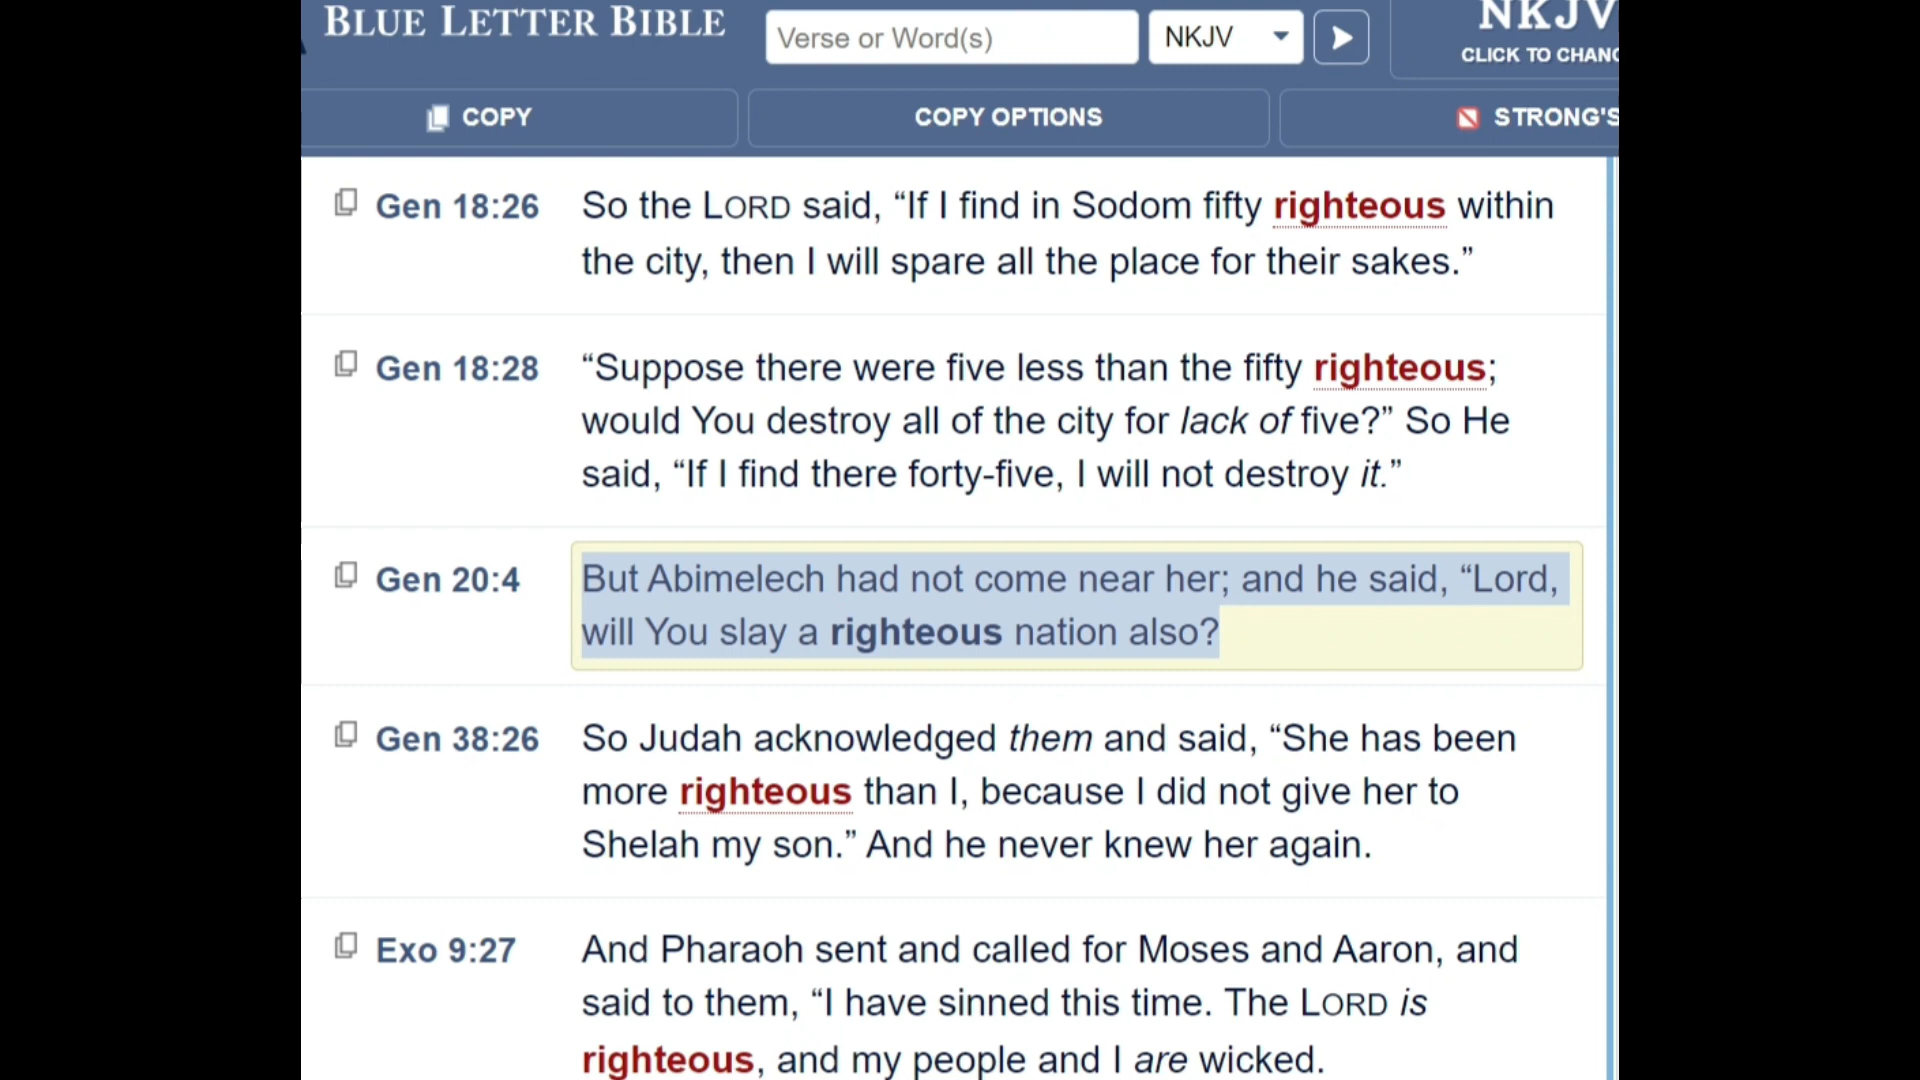 BLUE LETTER BIBLE
Verse or Word(s)
NKJV
NKJV
CLICK TO CHANG
COPY
COPY OPTIONS
STRONG'S
Gen 18:26
So the LORD said, “If I find in Sodom fifty righteous within
the city, then I will spare all the place for their sakes.”
Gen 18:28
“Suppose there were five less than the fifty righteous;
would You destroy all of the city for lack of five?” So He
said, “If I find there forty-five, I will not destroy it.”
Gen 20:4
But Abimelech had not come near her; and he said, “Lord,
will You slay a righteous nation also?
Gen 38:26
So Judah acknowledged them and said, “She has been
more righteous than I, because I did not give her to
Shelah my son.” And he never knew her again.
Exo 9:27
And Pharaoh sent and called for Moses and Aaron, and
said to them, “I have sinned this time. The LORD is
righteous, and my people and I are wicked.